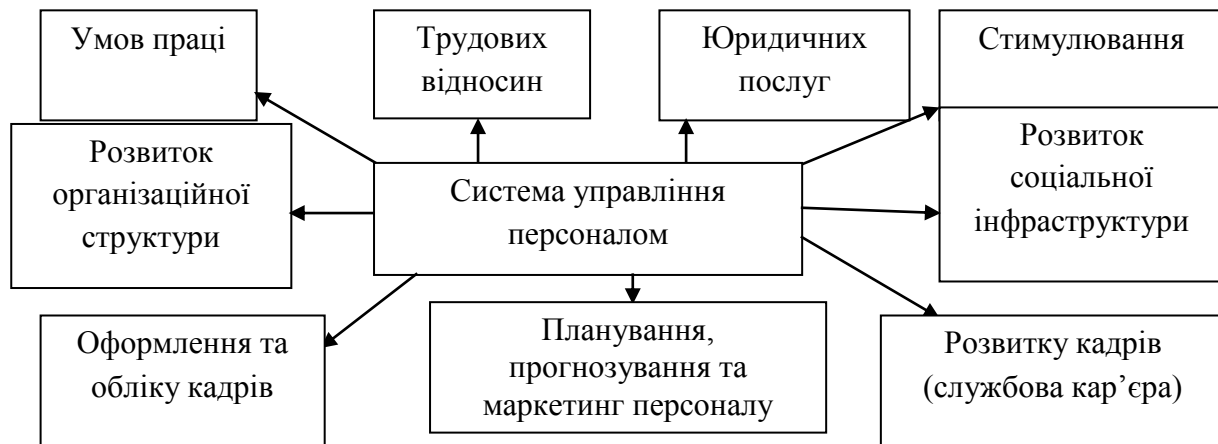 Умов праці
Трудових
відносин
Юридичних
послуг
Стимулювання
Розвиток
організаційної
структури
Система управління
персоналом
Розвиток
соціальної
інфраструктури
Оформлення та
обліку кадрів
Планування,
прогнозування та
маркетинг персоналу
Розвитку кадрів
(службова кар’єра)